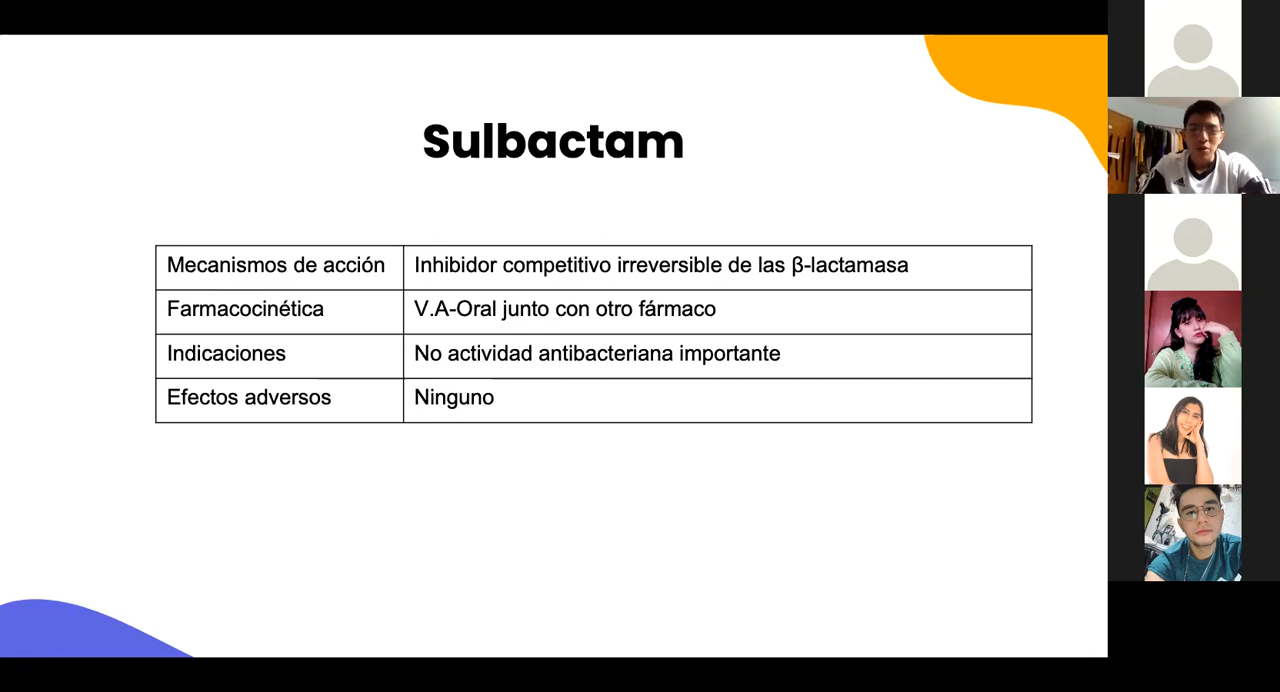 Sulbactam
Mecanismos de acción
Inhibidor competitivo irreversible de las β-lactamasa
Farmacocinética
V.A-Oral junto con otro fármaco
Indicaciones
No actividad antibacteriana importante
Efectos adversos
Ninguno